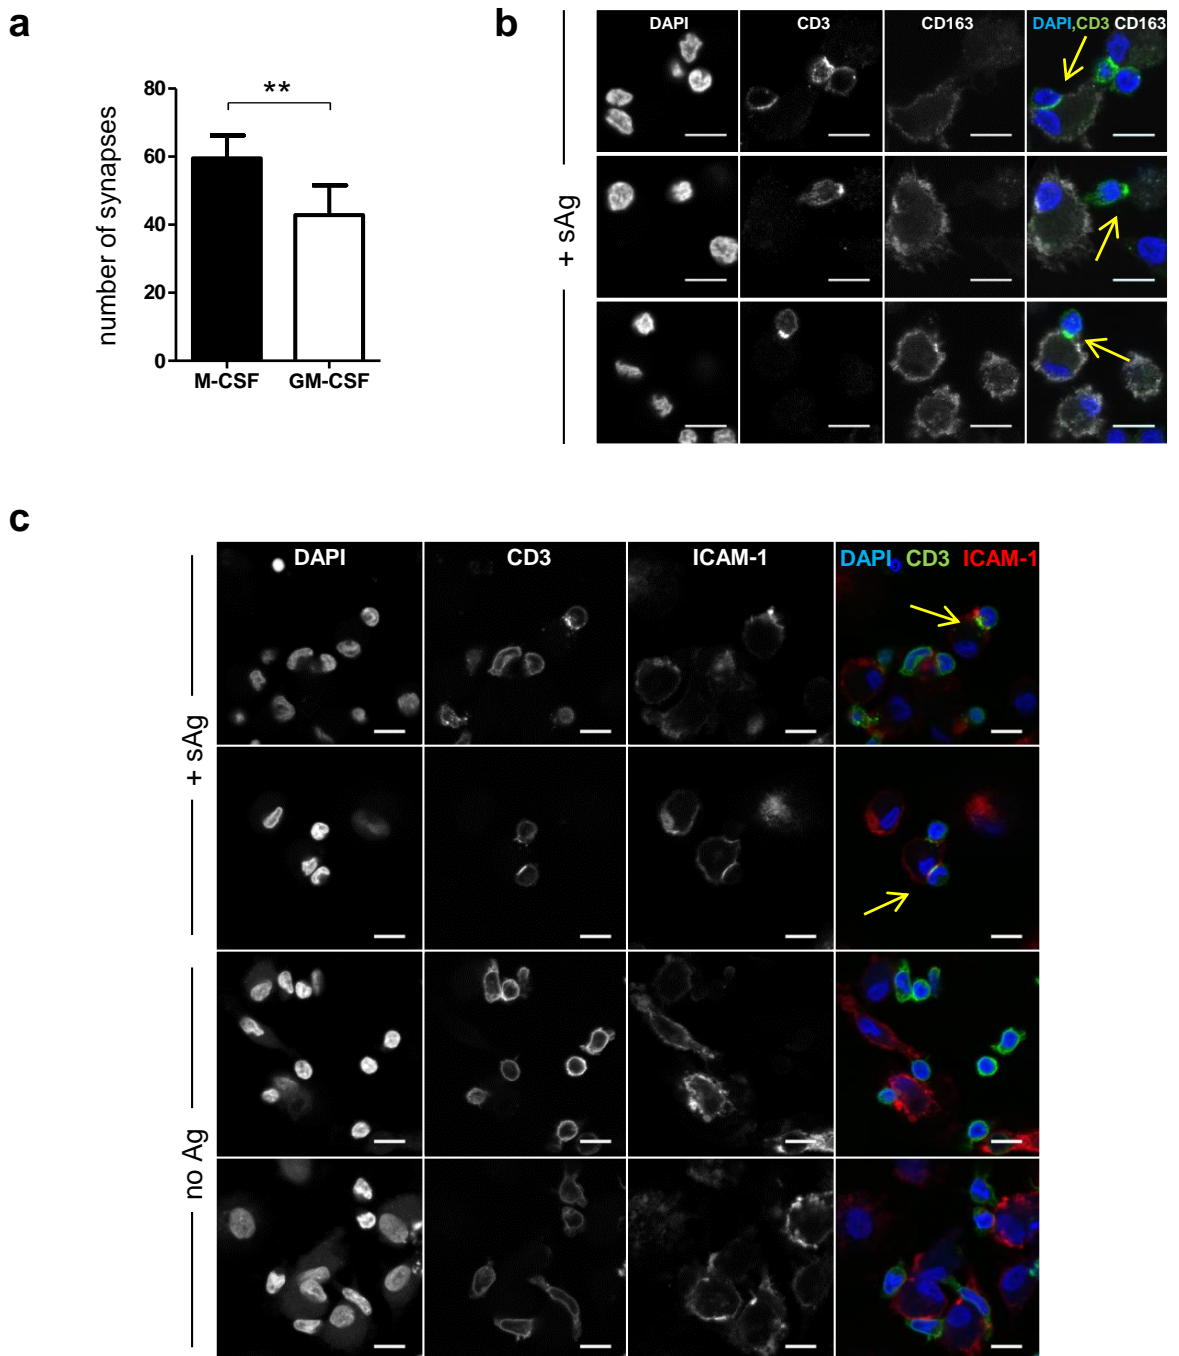 a
number of synapses
80
60
40
20
0
**
M-CSF
GM-CSF
b
+ sAg
DAPI
CD3
CD163
DAPI,CD3 CD163
c
+ sAg
no Ag
DAPI
CD3
ICAM-1
DAPI, CD3 ICAM-1